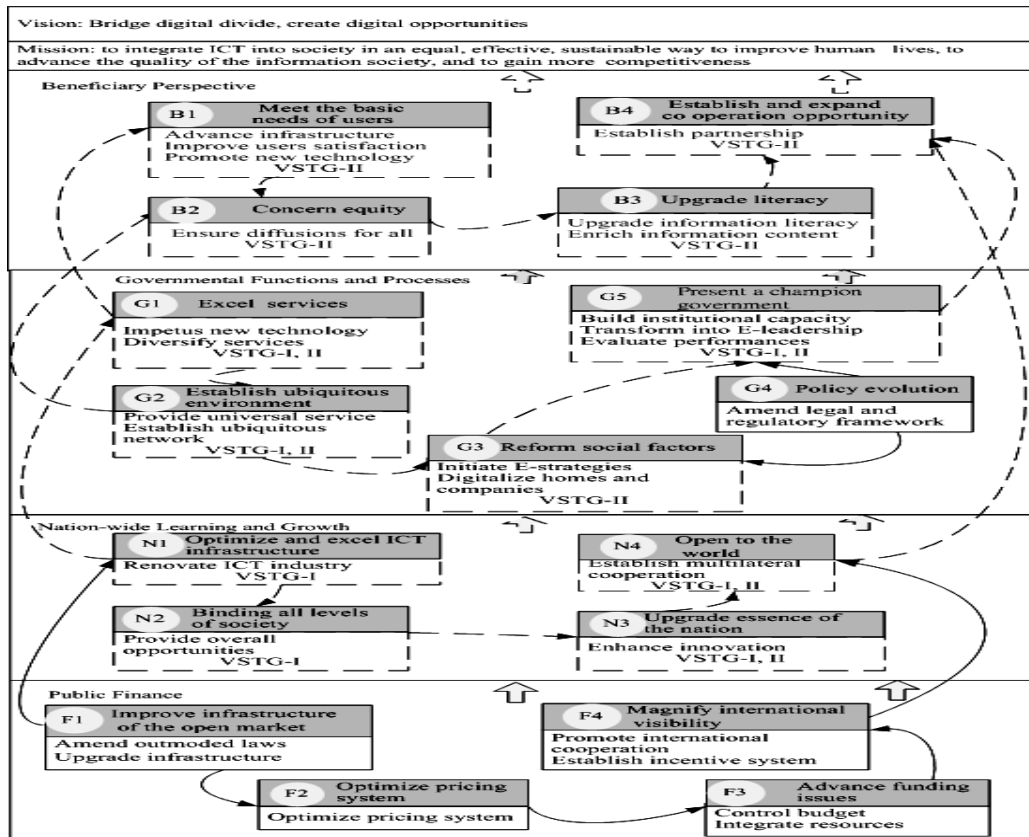 Vision: Bridge digital divide, create digital opportunities
Mission: to integrate ICT into society in an equal, effective, sustainable way to improve human lives, to
advance the quality of the information society, and to gain more competitiveness
Beneficiary Perspective
B1 Meet the basic
needs of users
Advance infrastructure
Improve users satisfaction
Promote new technology
VSTG-II
B4 Establish and expand
co operation opportunity
Establish partnership
VSTG-II
B2 Concern equity
Ensure diffusions for all
VSTG-II
B3 Upgrade literacy
Upgrade information literacy
Enrich information content
VSTG-II
Governmental Functions and Processes
G1 Excel services
Impetus new technology
Diversify services
VSTG-I, II
G5 Present a champion
government
Build institutional capacity
Transform into E-leadership
Evaluate performances
VSTG-I, II
G2 Establish ubiquitous
environment
Provide universal service
Establish ubiquitous
network
VSTG-I, II
G4 Policy evolution
Amend legal and
regulatory framework
G3 Reform social factors
Initiate E-strategies
Digitalize homes and
companies
VSTG-II
Nation-wide Learning and Growth
N1 Optimize and excel ICT
infrastructure
Renovate ICT industry
VSTG-I
N4 Open to the
world
Establish multilateral
cooperation
VSTG-I, II
N2 Binding all levels
of society
Provide overall
opportunities
VSTG-I
N3 Upgrade essence of
the nation
Enhance innovation
VSTG-I, II
Public Finance
F1 Improve infrastructure
of the open market
Amend outmoded laws
Upgrade infrastructure
F4 Magnify international
visibility
Promote international
cooperation
Establish incentive system
F2 Optimize pricing
system
Optimize pricing system
F3 Advance funding
issues
Control budget
Integrate resources